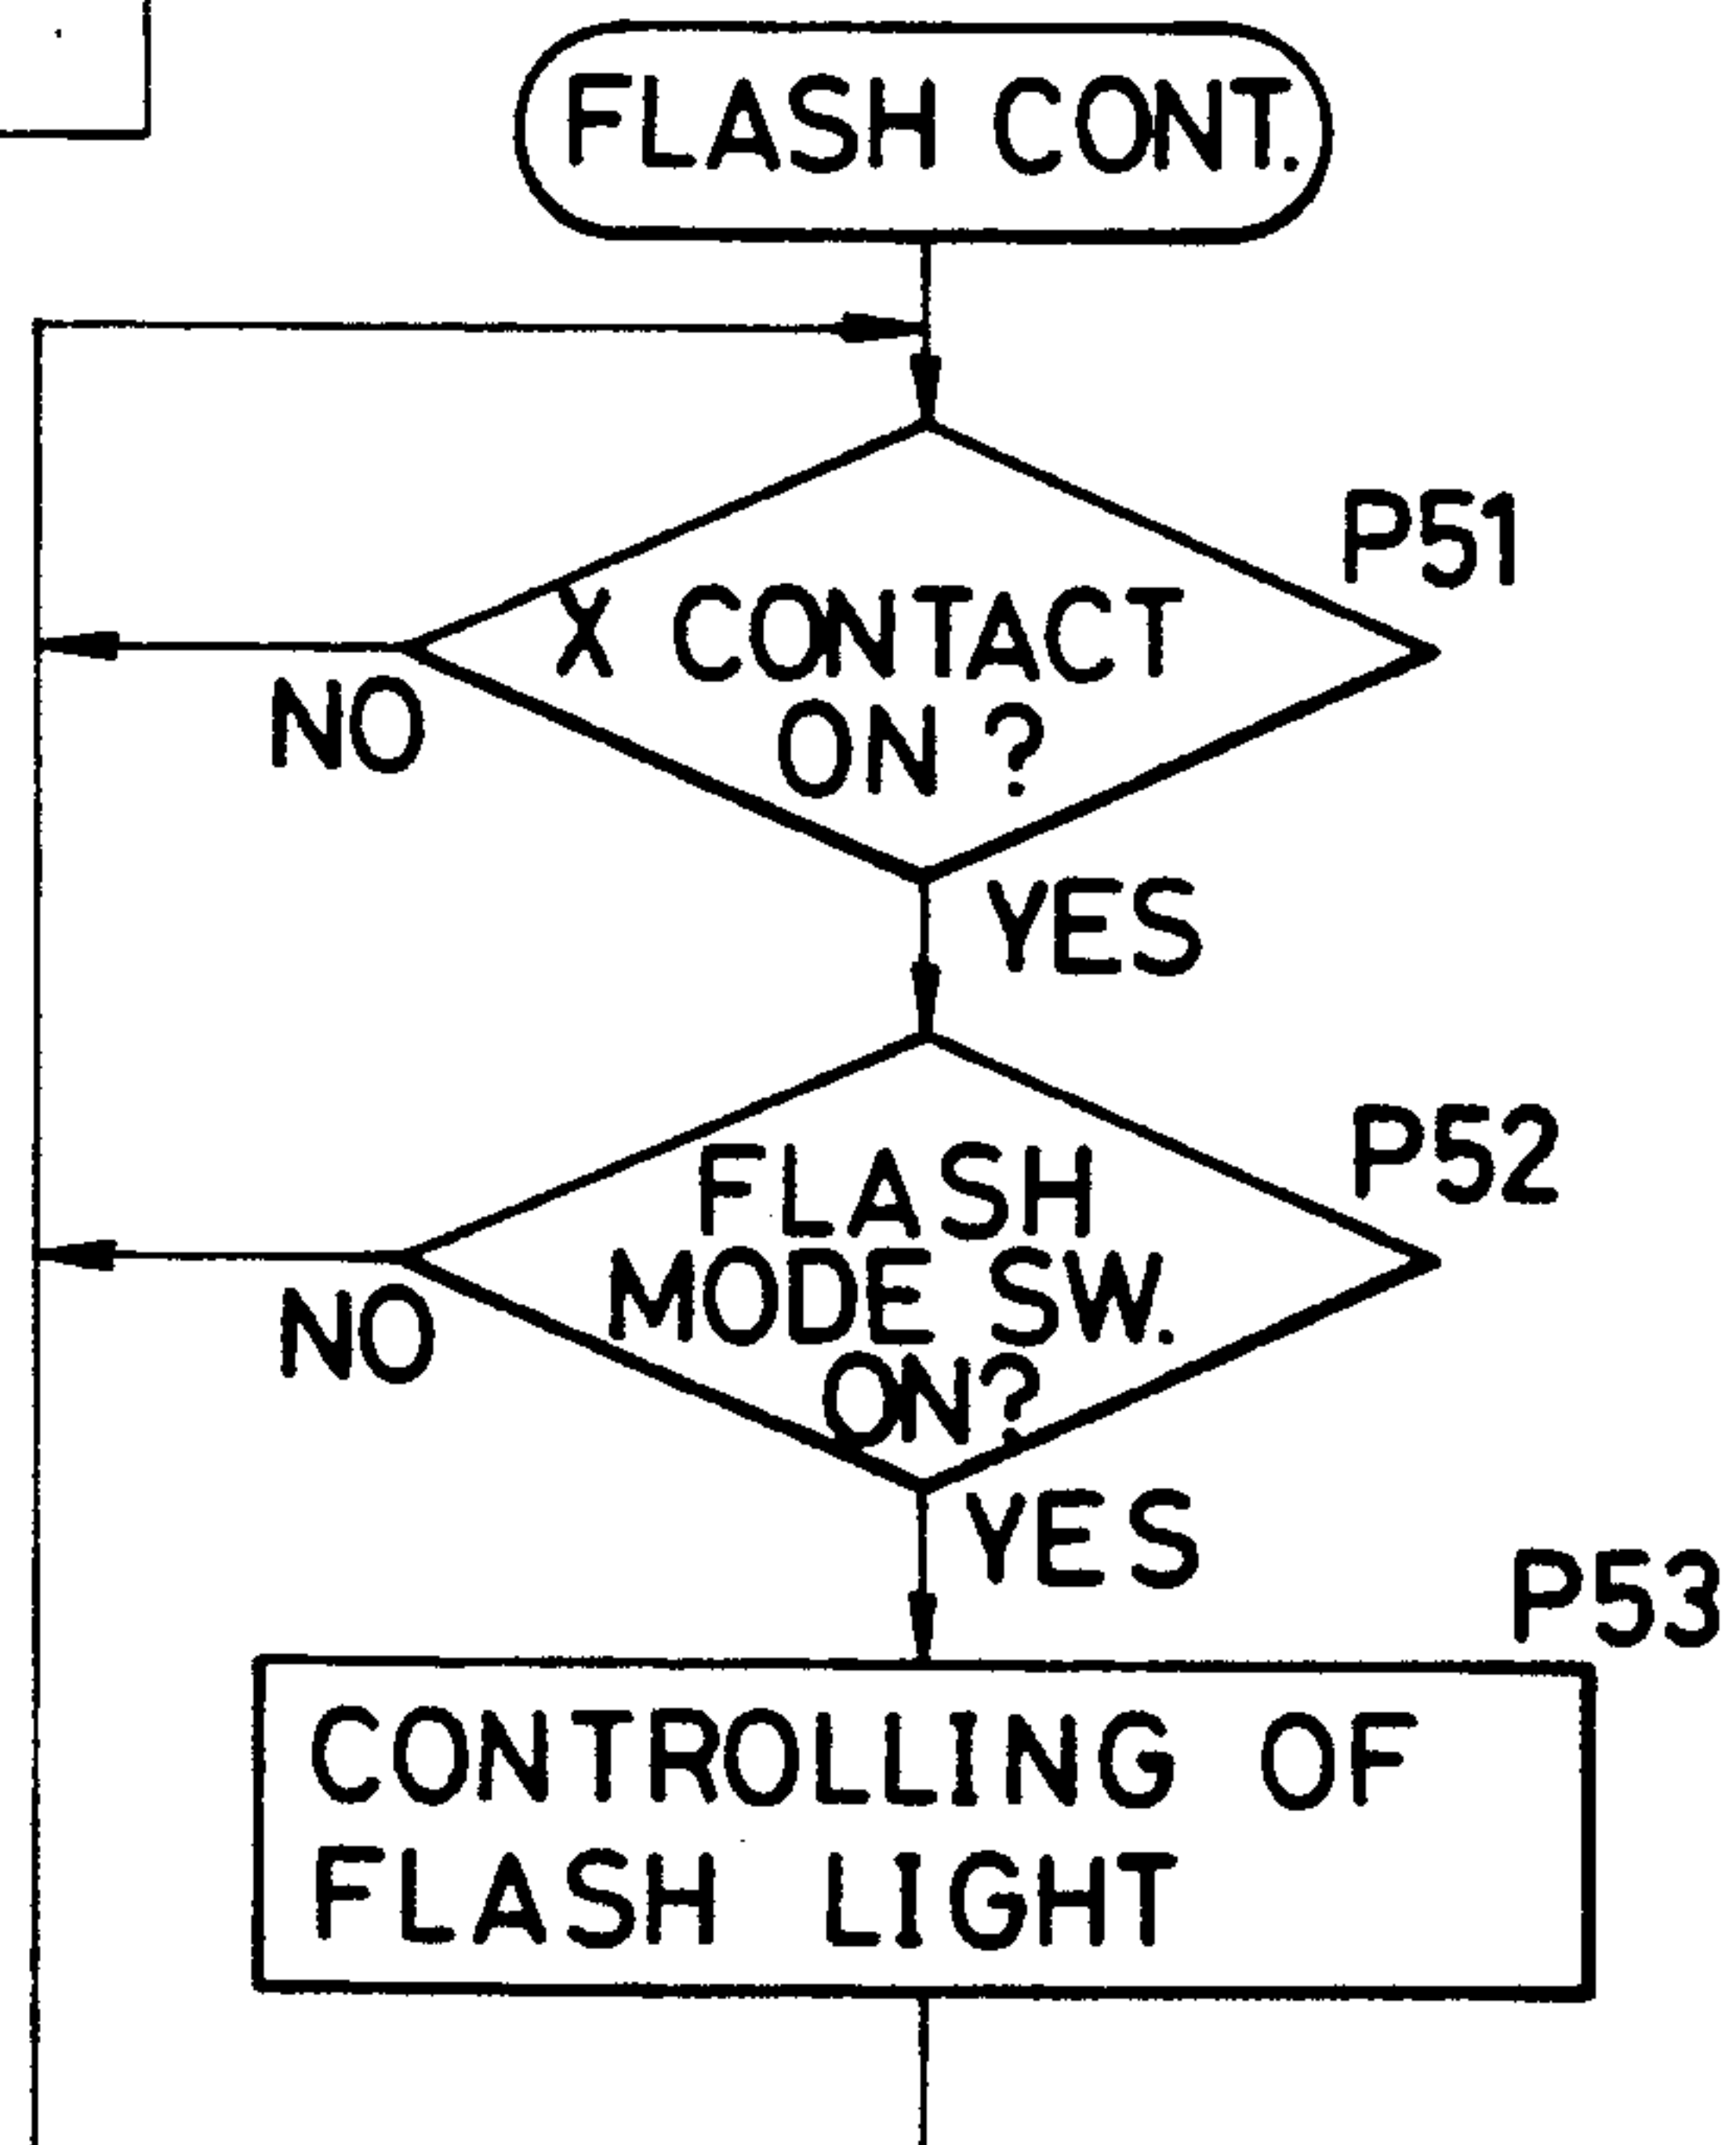 FLASH CONT.
P51
X CONTACT
ON ?
NO
YES
P52
FLASH
MODE SW.
ON?
NO
YES
P53
CONTROLLING OF
FLASH LIGHT